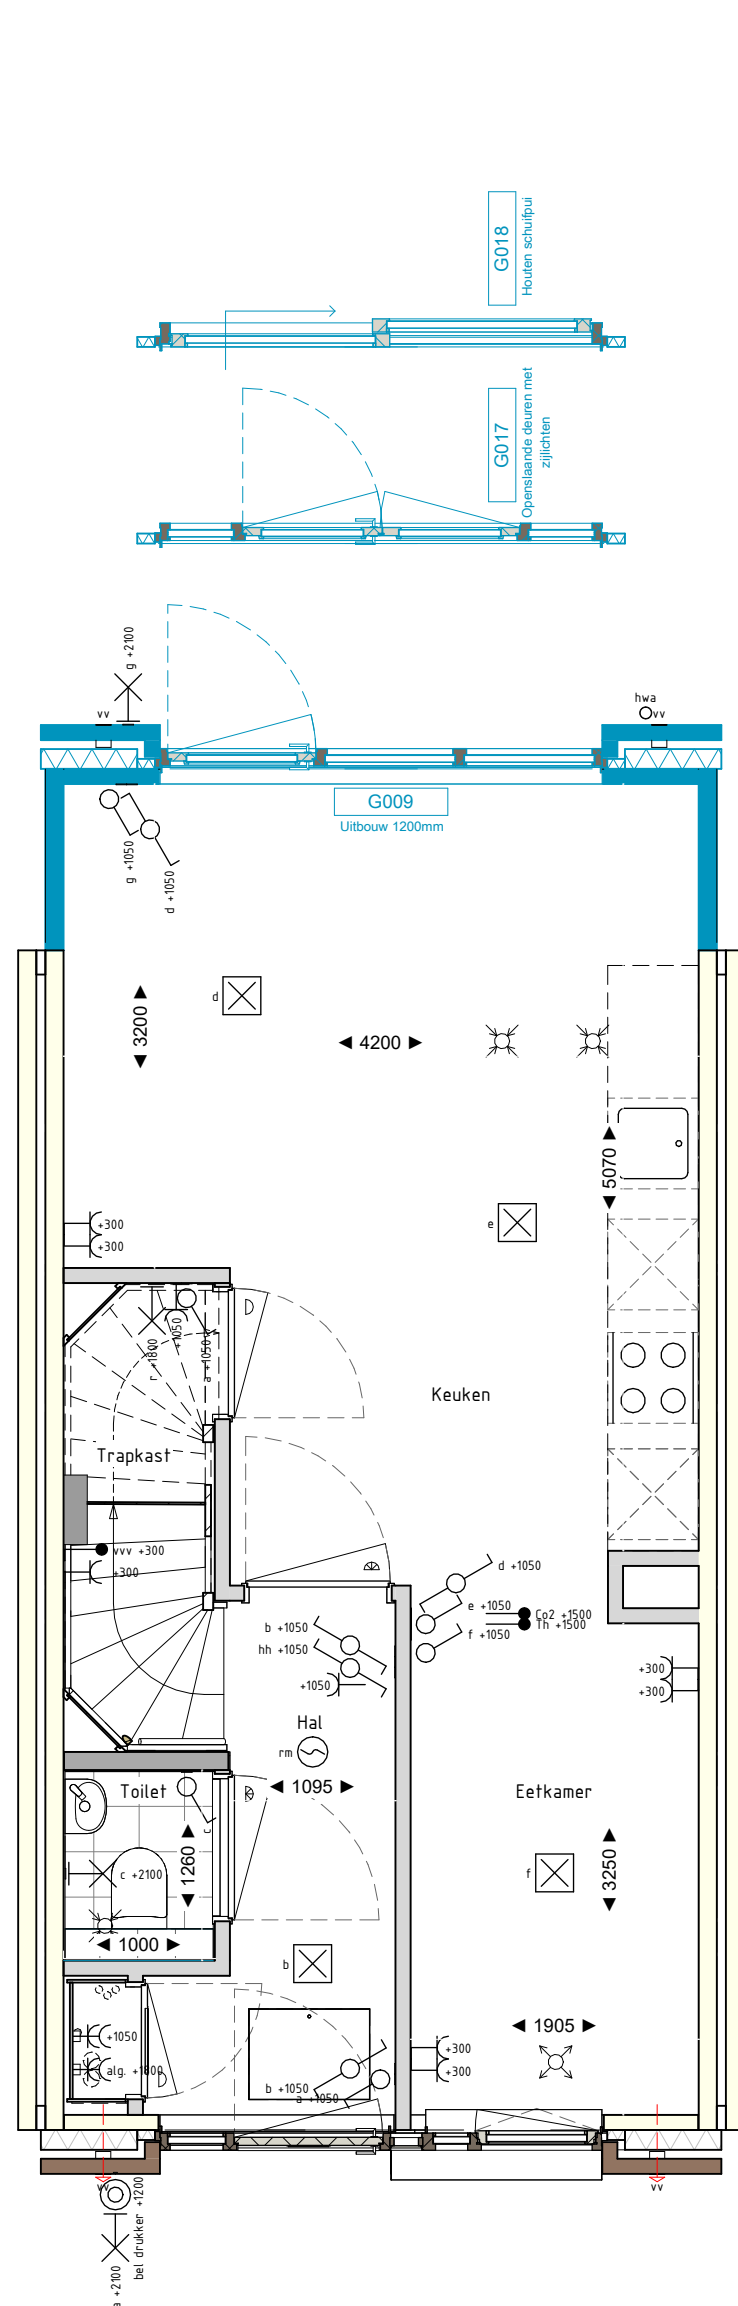 G018
Houten schuifpui
G017
Openslaande deuren met
zijlichten
g +2100
vv
hwa
vv
G009
Uitbouw 1200mm
g +1050
d +1050
d
3200
4200
5070
e
+300
+300
r +1800
+1050
a +1050
Keuken
Trapkast
vvv +300
+300
d +1050
e +1050
f +1050
Co2 +1500
Th +1500
b +1050
hh +1050
+1050
+300
+300
Hal
rm
1095
Toilet
c
c +2100
1260
1000
Eetkamer
f
3250
b
1905
+1050
alg. +1800
b +1050
a +1050
+300
+300
vv
vv
bel drukker +1200
a +2100